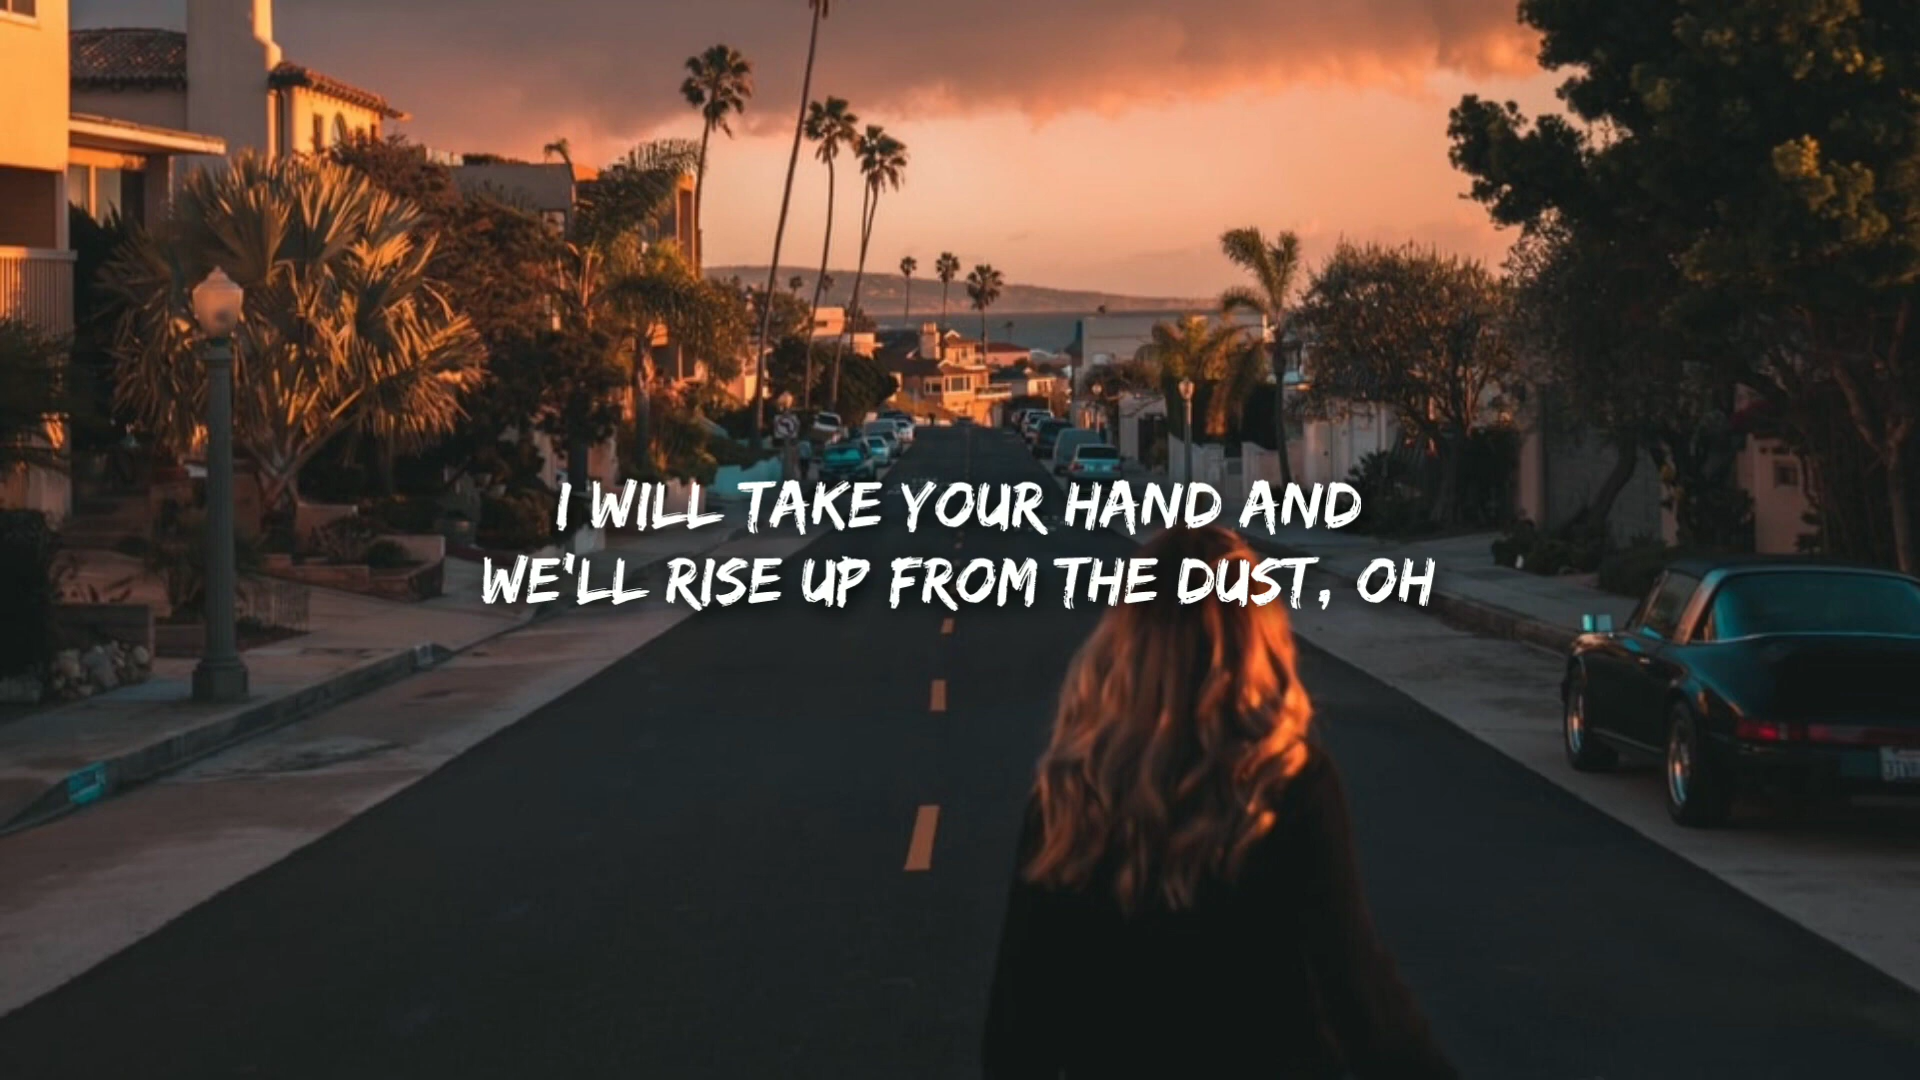 I WILL TAKE YOUR HAND AND
WE'LL RISE UP FROM THE DUST, OH